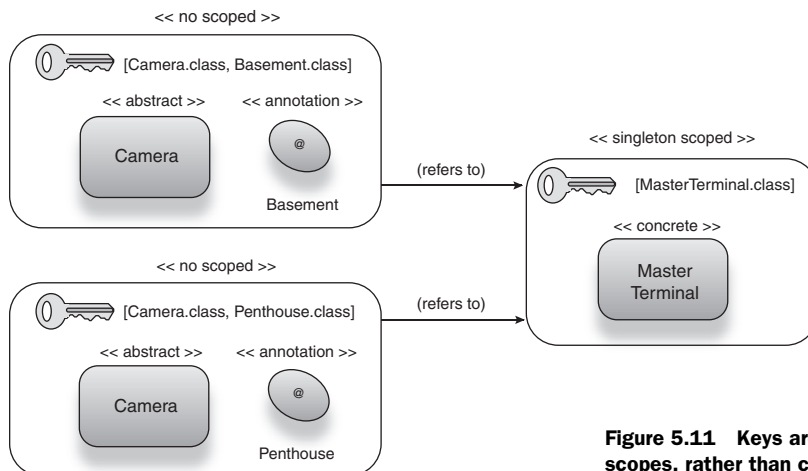 << no scoped >>
[Camera.class, Basement.class]
<< abstract >> << annotation >>
Camera
@
Basement
(refers to)
<< no scoped >>
[Camera.class, Penthouse.class]
<< abstract >> << annotation >>
Camera
@
Penthouse
(refers to)
<< singleton scoped >>
[MasterTerminal.class]
<< concrete >>
Master
Terminal
Figure 5.11 Keys ar
scopes, rather than c